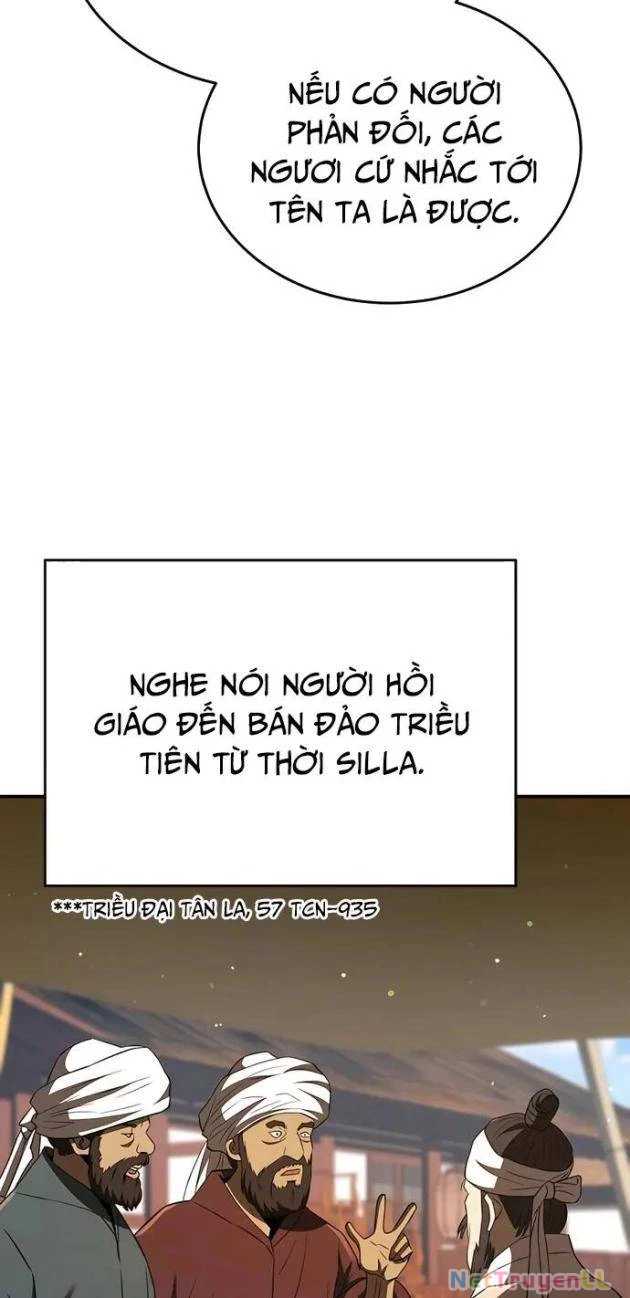 NẾU CÓ NGƯỜI
PHẢN ĐỐI, CÁC
NGƯƠI CỨ NHẮC TỚI
TÊN TA LÀ ĐƯỢC.
NGHE NÓI NGƯỜI HỒI
GIÁO ĐẾN BÁN ĐẢO TRIỀU
TIÊN TỪ THỜI SILLA.
***TRIỀU ĐẠI TÂN LA, 57 TCN-935
NetTruyenLL